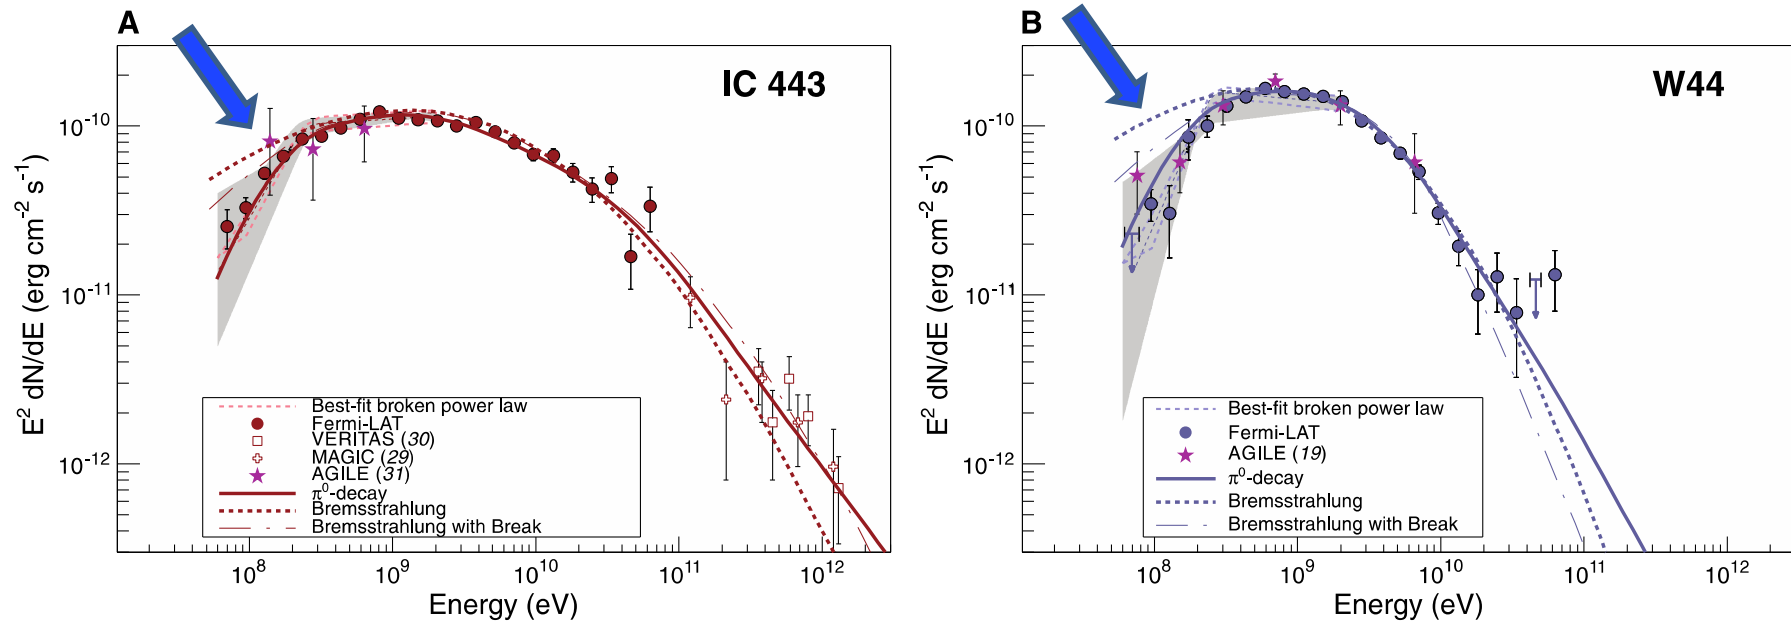 A
IC 443
E² dN/dE (erg cm⁻² s⁻¹)
10⁻¹⁰
10⁻¹¹
10⁻¹²
Best-fit broken power law
Fermi-LAT
VERITAS (30)
MAGIC (29)
AGILE (31)
π⁰-decay
Bremsstrahlung
Bremsstrahlung with Break
10⁸ 10⁹ 10¹⁰ 10¹¹ 10¹²
Energy (eV)
B
W44
E² dN/dE (erg cm⁻² s⁻¹)
10⁻¹⁰
10⁻¹¹
10⁻¹²
Best-fit broken power law
Fermi-LAT
AGILE (19)
π⁰-decay
Bremsstrahlung
Bremsstrahlung with Break
10⁸ 10⁹ 10¹⁰ 10¹¹ 10¹²
Energy (eV)